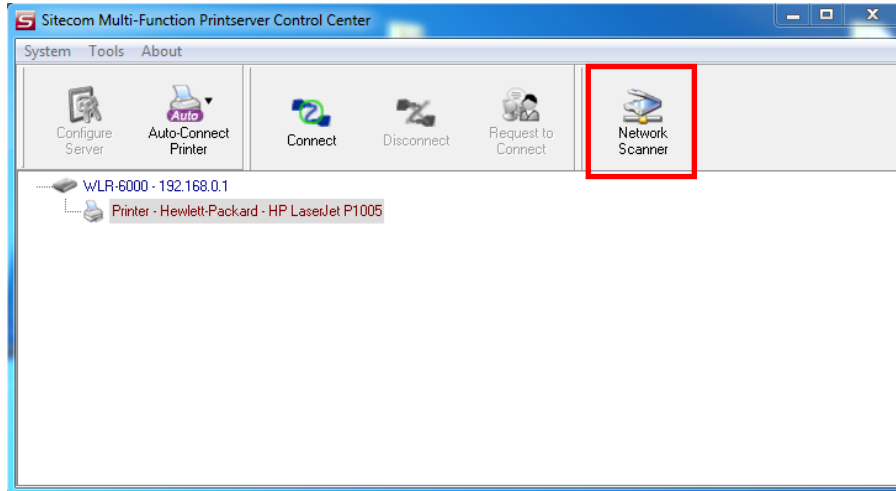 Sitecom Multi-Function Printserver Control Center
System Tools About
Configure
Server
Auto
Auto-Connect
Printer
Connect
Disconnect
Request to
Connect
Network
Scanner
WLR-6000 - 192.168.0.1
Printer - Hewlett-Packard - HP LaserJet P1005